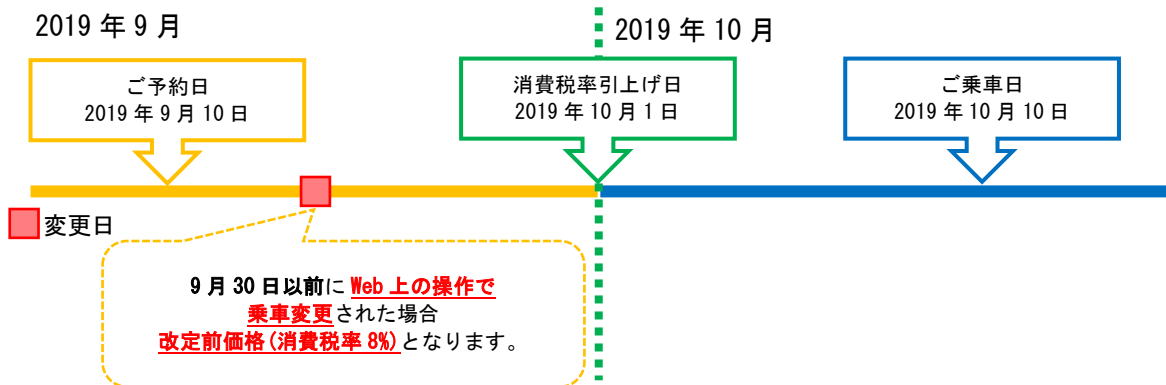 2019 年 9 月
2019 年 10 月
ご予約日
2019 年 9 月 10 日
消費税率引上げ日
2019 年 10 月 1 日
ご乗車日
2019 年 10 月 10 日
変更日
9 月 30 日以前に Web 上の操作で
乗車変更された場合
改定前価格(消費税率 8%)となります。